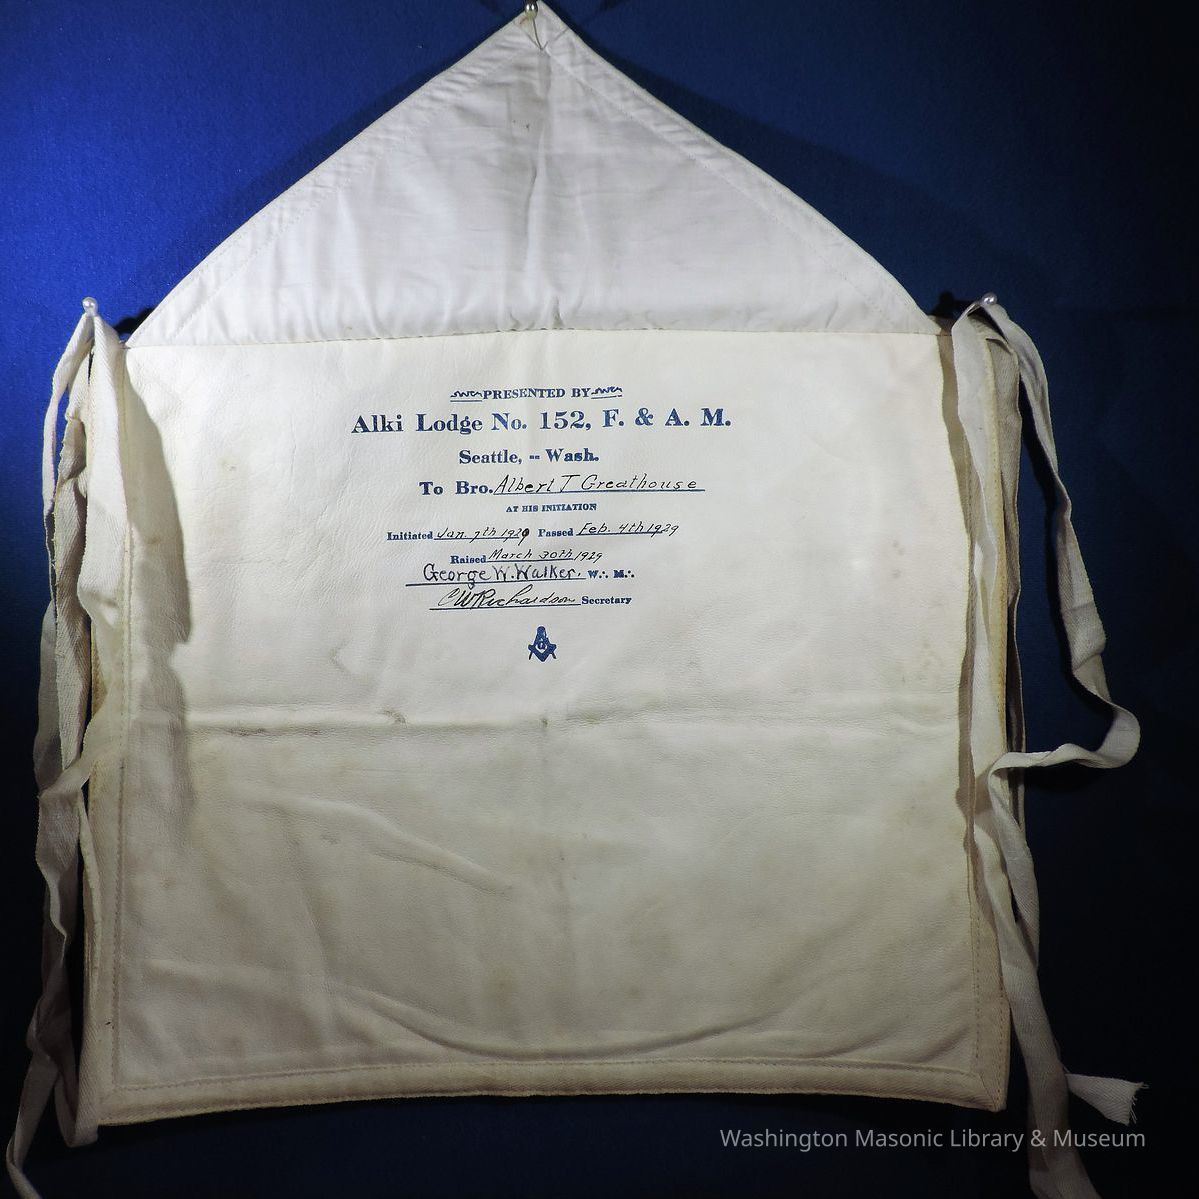 PRESENTED BY
Alki Lodge No. 152, F. & A. M.
Seattle, -- Wash.
To Bro. Albert T Greathouse
AT HIS INITIATION
Initiated Jan. 7th 1929 Passed Feb. 4th 1929
Raised March 30th 1929
George W. Walker. W∴ M∴
C W Richardson Secretary
G
Washington Masonic Library & Museum